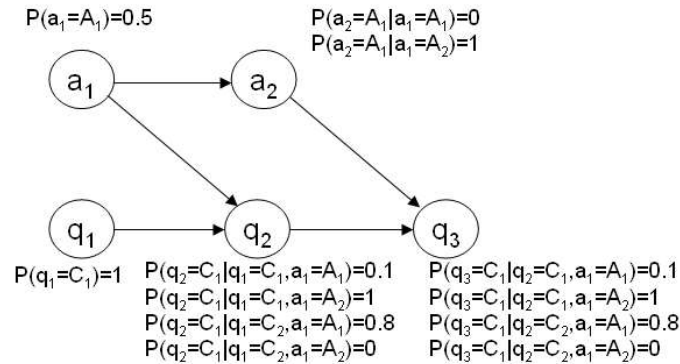 P(a₁=A₁)=0.5
P(a₂=A₁|a₁=A₁)=0
P(a₂=A₁|a₁=A₂)=1
a₁
a₂
q₁
q₂
q₃
P(q₁=C₁)=1
P(q₂=C₁|q₁=C₁,a₁=A₁)=0.1
P(q₂=C₁|q₁=C₁,a₁=A₂)=1
P(q₂=C₁|q₁=C₂,a₁=A₁)=0.8
P(q₂=C₁|q₁=C₂,a₁=A₂)=0
P(q₃=C₁|q₂=C₁,a₁=A₁)=0.1
P(q₃=C₁|q₂=C₁,a₁=A₂)=1
P(q₃=C₁|q₂=C₂,a₁=A₁)=0.8
P(q₃=C₁|q₂=C₂,a₁=A₂)=0